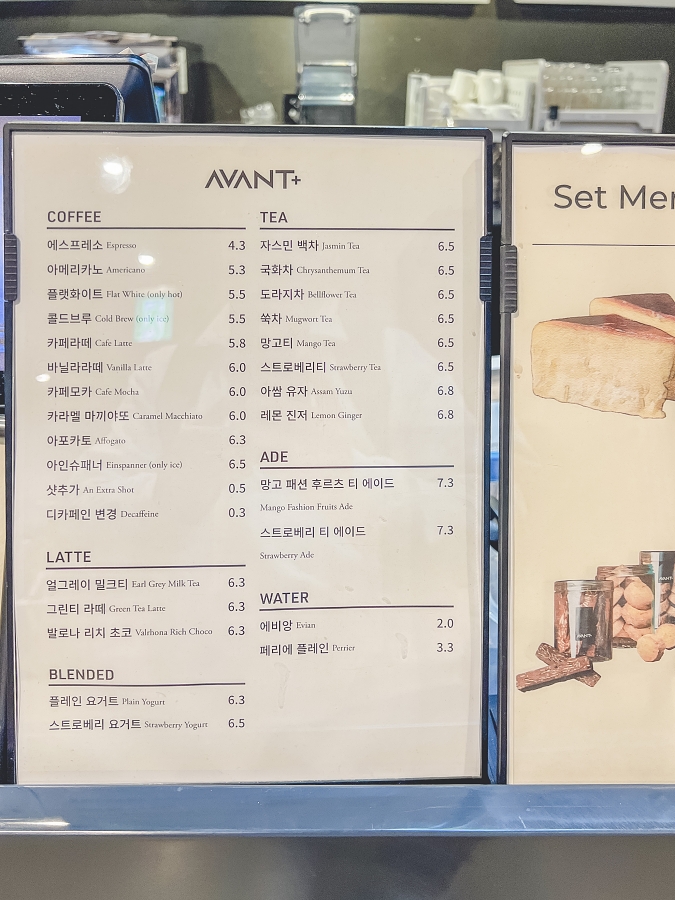 AVANT+
COFFEE
에스프레소 Espresso 4.3
아메리카노 Americano 5.3
플랫화이트 Flat White (only hot) 5.5
콜드브루 Cold Brew (only ice) 5.5
카페라떼 Cafe Latte 5.8
바닐라라떼 Vanilla Latte 6.0
카페모카 Cafe Mocha 6.0
카라멜 마끼야또 Caramel Macchiato 6.0
아포카토 Affogato 6.3
아인슈패너 Einspanner (only ice) 6.5
샷추가 An Extra Shot 0.5
디카페인 변경 Decaffeine 0.3
LATTE
얼그레이 밀크티 Earl Grey Milk Tea 6.3
그린티 라떼 Green Tea Latte 6.3
발로나 리치 초코 Valrhona Rich Choco 6.3
BLENDED
플레인 요거트 Plain Yogurt 6.3
스트로베리 요거트 Strawberry Yogurt 6.5
TEA
자스민 백차 Jasmin Tea 6.5
국화차 Chrysanthemum Tea 6.5
도라지차 Bellflower Tea 6.5
쑥차 Mugwort Tea 6.5
망고티 Mango Tea 6.5
스트로베리티 Strawberry Tea 6.5
아쌈 유자 Assam Yuzu 6.8
레몬 진저 Lemon Ginger 6.8
ADE
망고 패션 후르츠 티 에이드 7.3
Mango Fashion Fruits Ade
스트로베리 티 에이드 7.3
Strawberry Ade
WATER
에비앙 Evian 2.0
페리에 플레인 Perrier 3.3
Set Mer
AVANT+
AVANT+